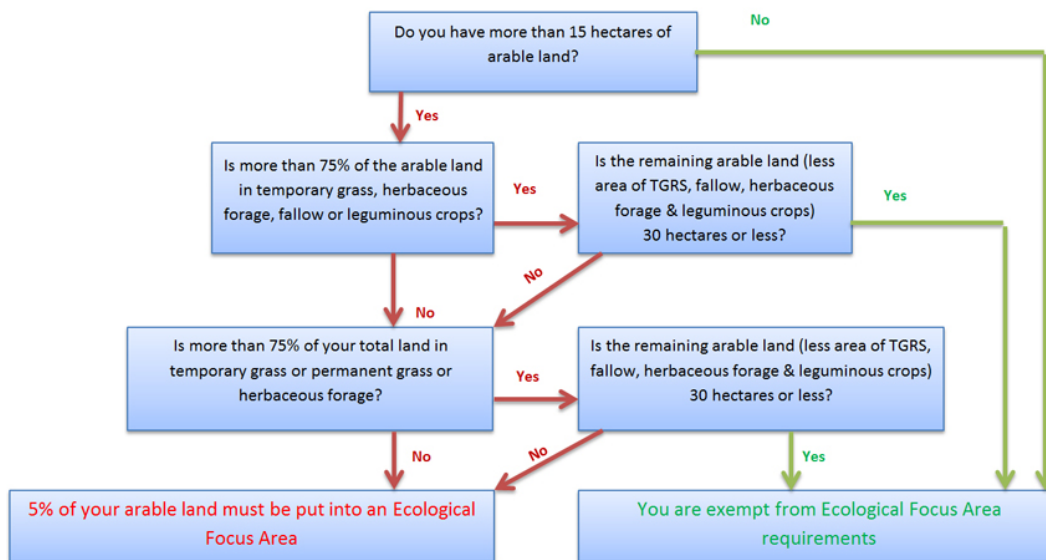 Do you have more than 15 hectares of
arable land?
No
Yes
Is more than 75% of the arable land
in temporary grass, herbaceous
forage, fallow or leguminous crops?
Yes
Is the remaining arable land (less
area of TGRS, fallow, herbaceous
forage & leguminous crops)
30 hectares or less?
Yes
No
No
Is more than 75% of your total land in
temporary grass or permanent grass or
herbaceous forage?
Yes
Is the remaining arable land (less area of TGRS,
fallow, herbaceous forage & leguminous crops)
30 hectares or less?
No
No
Yes
5% of your arable land must be put into an Ecological
Focus Area
You are exempt from Ecological Focus Area
requirements